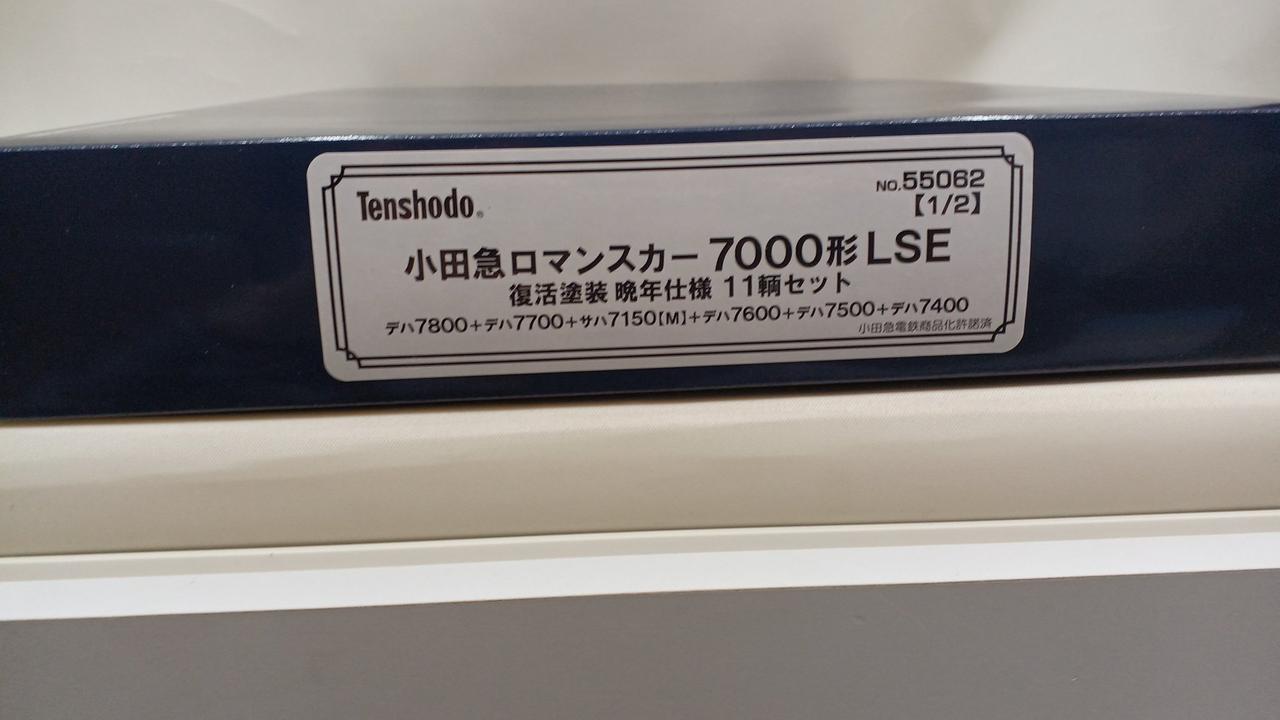 Tenshodo®
NO.55062
【1/2】
小田急ロマンスカー 7000形 LSE
復活塗装 晩年仕様 11輌セット
デハ7800+デハ7700+サハ7150[M]+デハ7600+デハ7500+デハ7400
小田急電鉄商品化許諾済